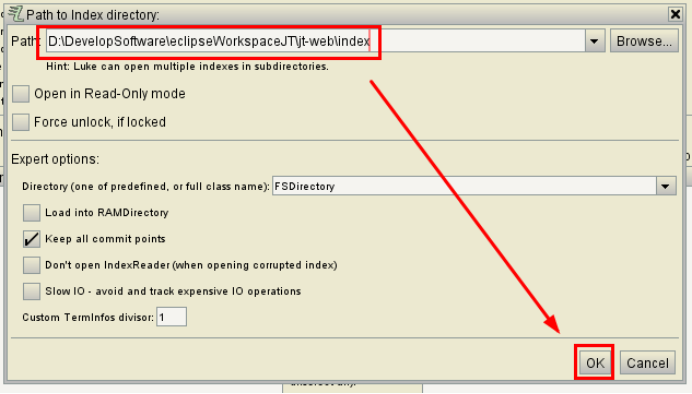 Path to Index directory:
Path: D:\DevelopSoftware\eclipseWorkspaceJT\jt-web\index Browse...
Hint: Luke can open multiple indexes in subdirectories.
Open in Read-Only mode
Force unlock, if locked
Expert options:
Directory (one of predefined, or full class name): FSDirectory
Load into RAMDirectory
Keep all commit points
Don't open IndexReader (when opening corrupted index)
Slow IO - avoid and track expensive IO operations
Custom TermInfos divisor: 1
OK Cancel